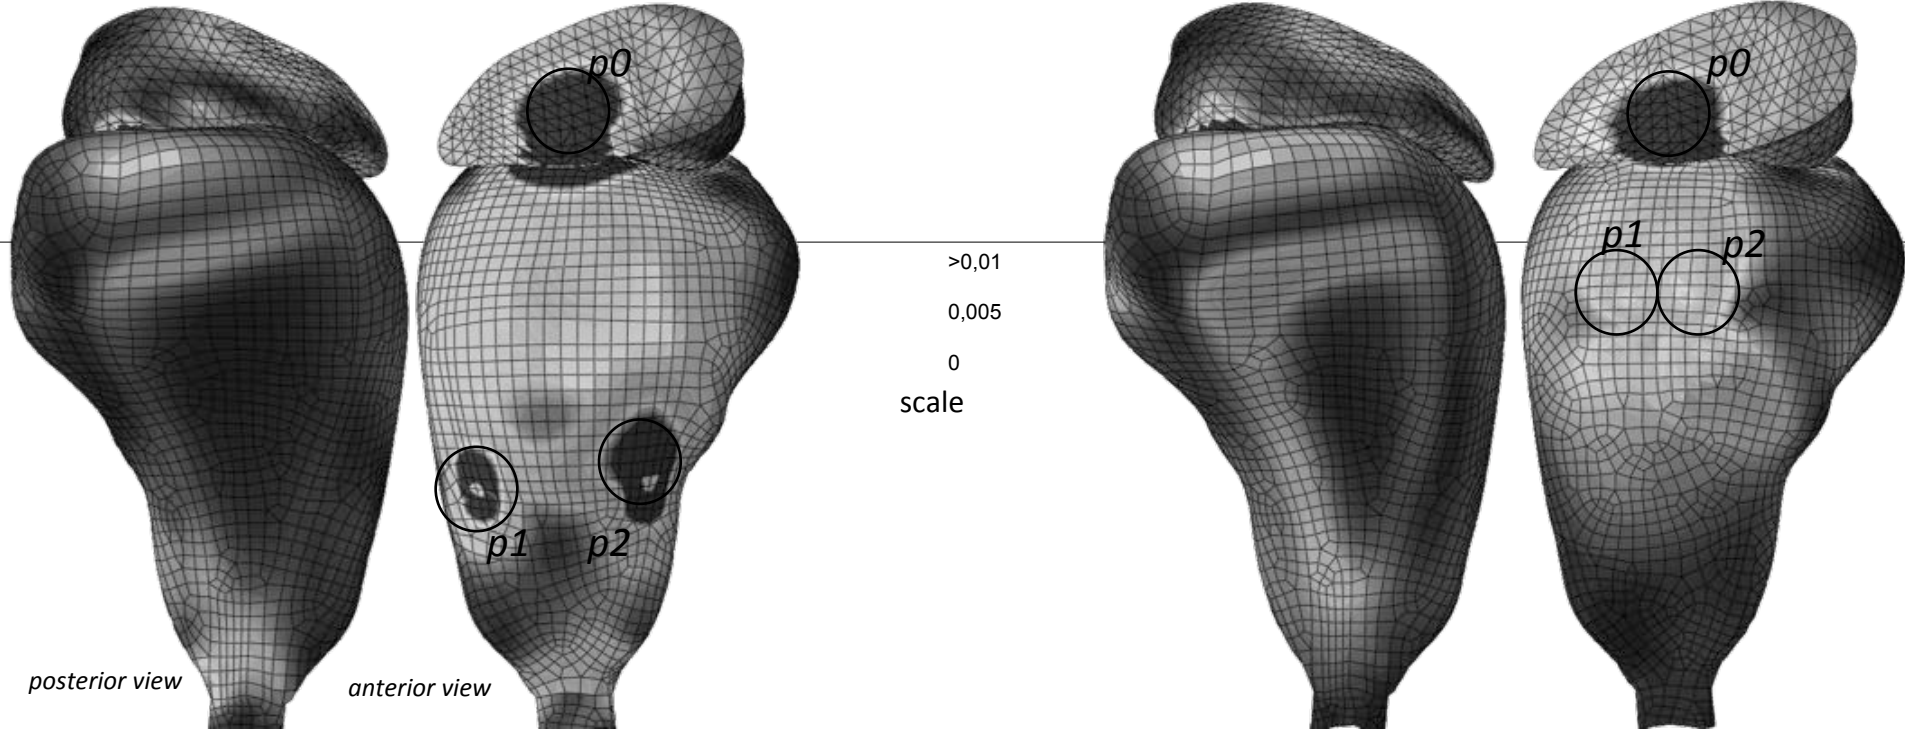 p0
p0
p1
p2
>0,01
0,005
0
scale
p1
p2
posterior view
anterior view